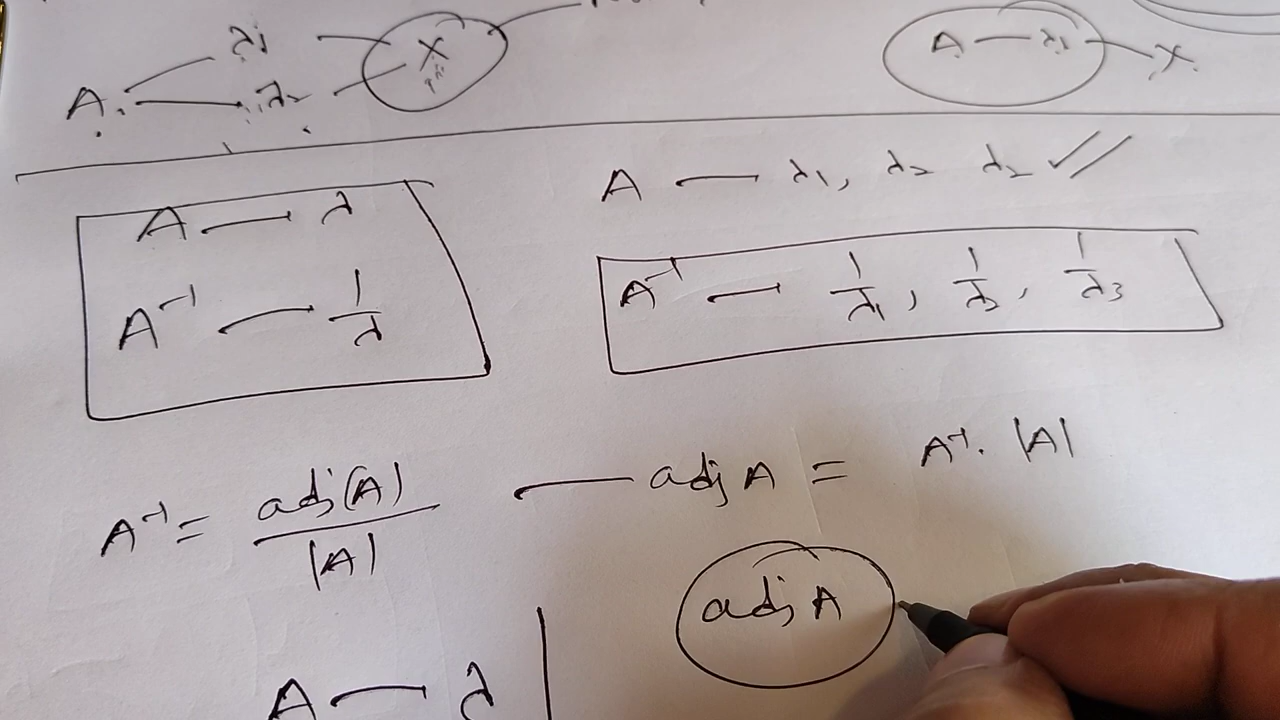 λ₁ X A — λ₁ — X
A λ₂
A — λ₁, λ₂ λ₂
A — λ
A⁻¹ — 1/λ₁, 1/λ₂, 1/λ₃
A⁻¹ — 1/λ
A⁻¹ = adj(A)/|A| — adj A = A⁻¹. |A|
adj A
A — λ